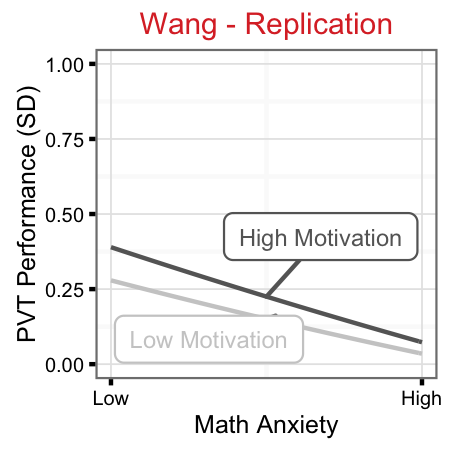 Wang - Replication
PVT Performance (SD)
1.00
0.75
0.50
0.25
0.00
High Motivation
Low Motivation
Low
High
Math Anxiety